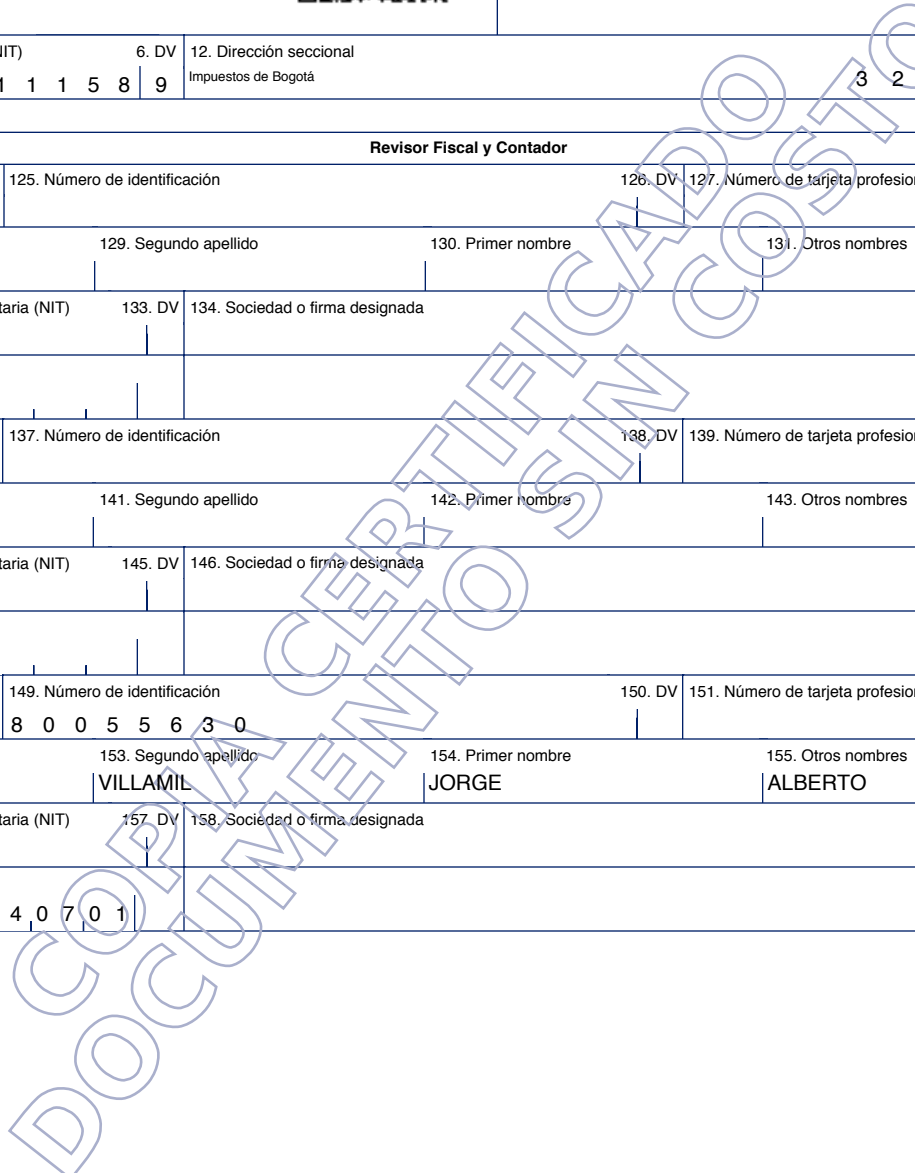 NIT) 6. DV 12. Dirección seccional
1 1 1 5 8 9 Impuestos de Bogotá 3 2
Revisor Fiscal y Contador
125. Número de identificación 126. DV 127. Número de tarjeta profesion
129. Segundo apellido 130. Primer nombre 131. Otros nombres
taria (NIT) 133. DV 134. Sociedad o firma designada
137. Número de identificación 138. DV 139. Número de tarjeta profesion
141. Segundo apellido 142. Primer nombre 143. Otros nombres
taria (NIT) 145. DV 146. Sociedad o firma designada
149. Número de identificación 150. DV 151. Número de tarjeta profesion
8 0 0 5 5 6 3 0
153. Segundo apellido 154. Primer nombre 155. Otros nombres
VILLAMIL JORGE ALBERTO
taria (NIT) 157. DV 158. Sociedad o firma designada
4 0 7 0 1
COPIA CERTIFICADO
DOCUMENTO SIN COSTO